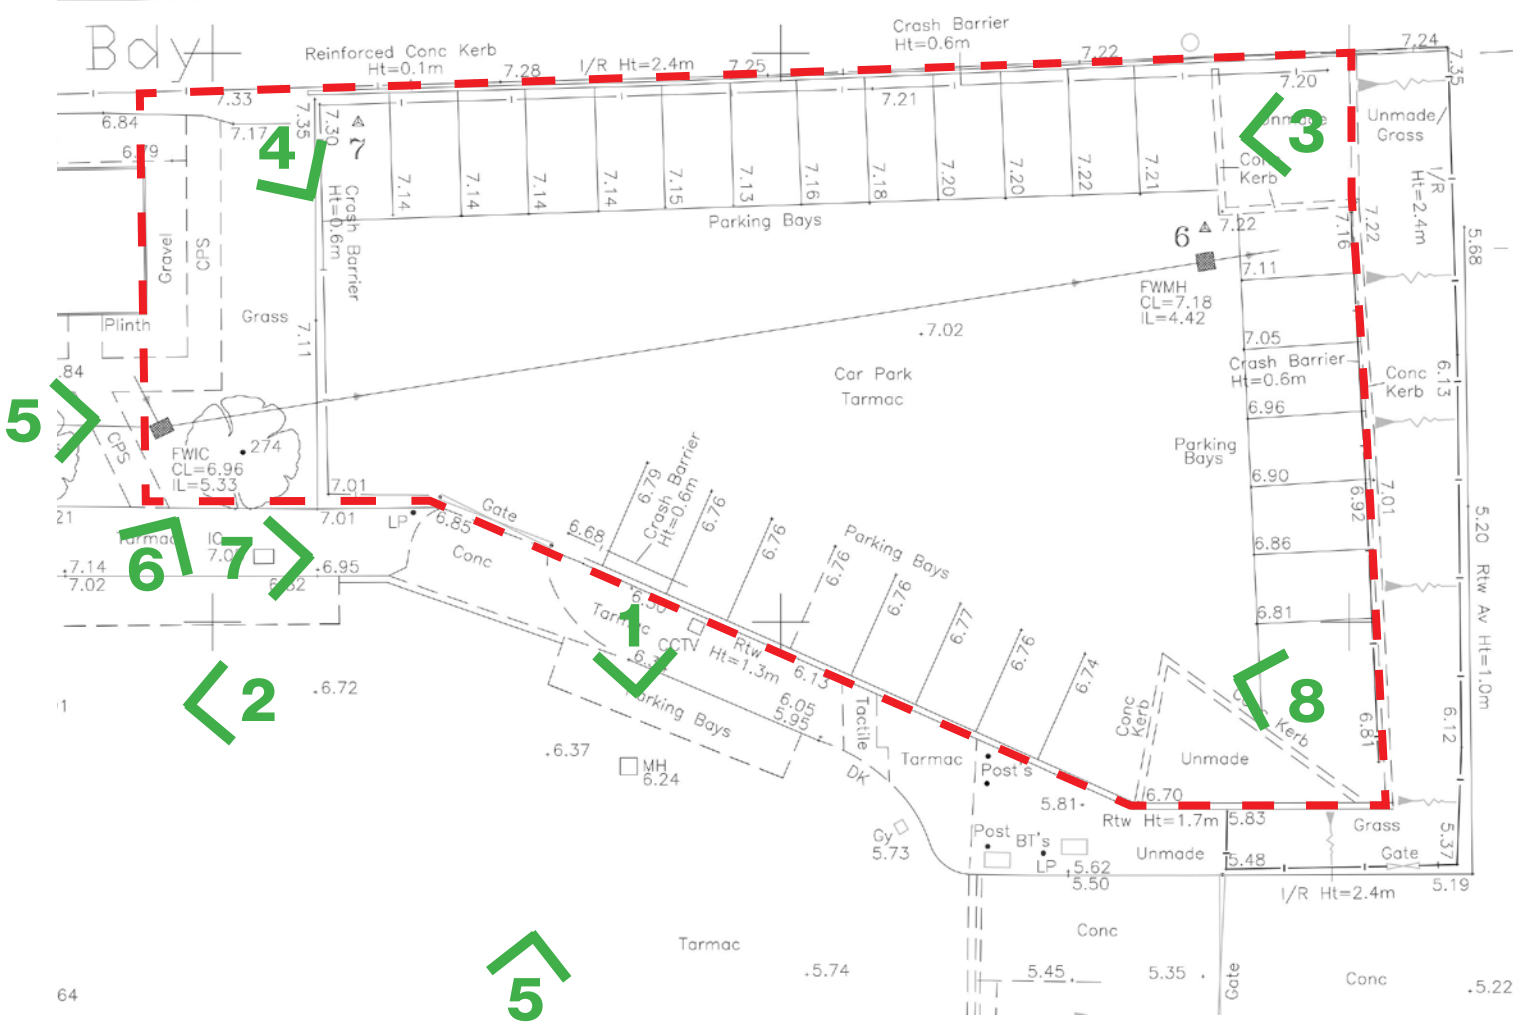 Bdy
Crash Barrier
Ht=0.6m
Reinforced Conc Kerb
Ht=0.1m
7.28
I/R Ht=2.4m
7.25
7.22
7.24
7.35
7.33
6.84
7.17
7.35
7.30
7
4
7.21
7.20
Unmade
3
Unmade/
Grass
6.79
Conc
Kerb
I/R
Ht=2.4m
7.14
7.14
7.14
7.14
7.15
7.13
7.16
7.18
7.20
7.20
7.22
7.21
Crash Barrier
Ht=0.6m
Parking Bays
6
7.22
7.16
7.22
5.68
Gravel
CPS
7.11
FWMH
CL=7.18
IL=4.42
Plinth
Grass
7.11
7.02
7.05
Crash Barrier
Ht=0.6m
Conc
Kerb
6.13
.84
Car Park
Tarmac
5
6.96
CPS
274
FWIC
CL=6.96
IL=5.33
Parking
Bays
6.90
6.92
7.01
7.01
7.01
21
LP
6.85
Gate
6.68
6.79
Crash Barrier
Ht=0.6m
6.76
6.76
6.76
Parking Bays
6.76
6.77
6.76
6.74
6.86
5.20 Rtw Av Ht=1.0m
Tarmac
IC
6
7
7.14
7.02
6.95
Conc
Tarmac
1
CCTV
Rtw
Ht=1.3m
6.13
6.81
6.72
2
Parking Bays
6.05
5.95
Tactile
Conc
Kerb
8
Kerb
6.81
6.12
6.37
MH
6.24
DK
Tarmac
Post's
Unmade
5.81
6.70
Rtw Ht=1.7m
5.83
Grass
Gy
5.73
Post
BT's
Unmade
5.48
Gate
5.37
LP
5.62
5.50
I/R Ht=2.4m
5.19
Tarmac
Conc
5.74
5.45
5.35
Gate
Conc
5.22
64
5